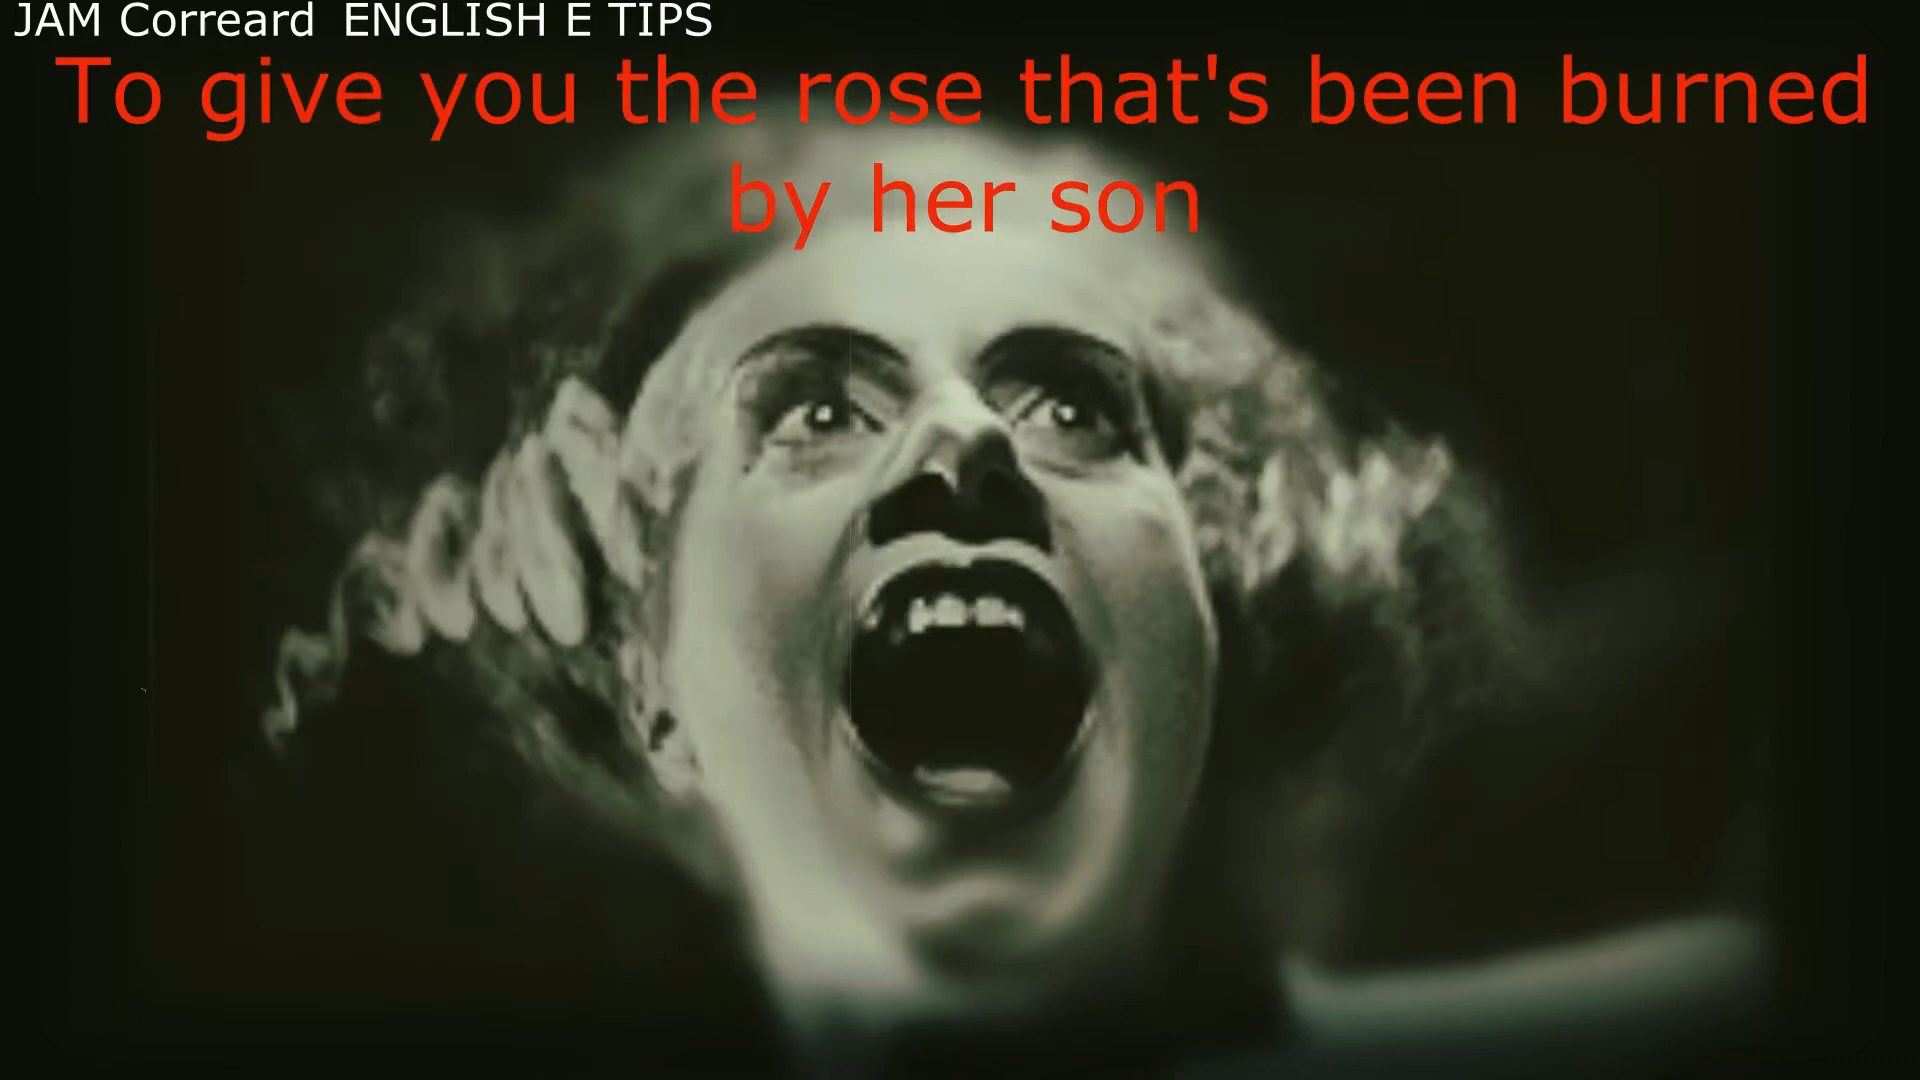 JAM Correard ENGLISH E TIPS
To give you the rose that's been burned
by her son